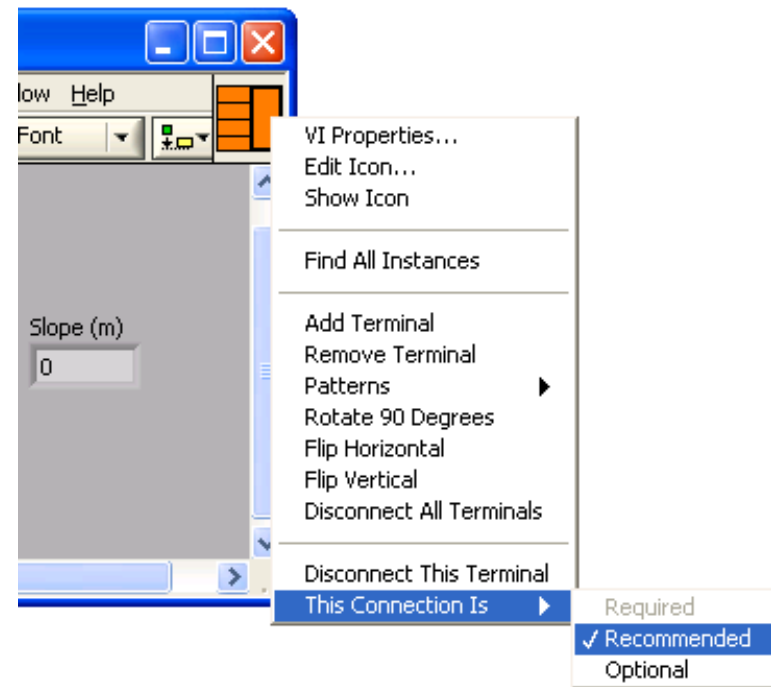 Help
Font
VI Properties...
Edit Icon...
Show Icon
Find All Instances
Slope (m)
0
Add Terminal
Remove Terminal
Patterns
Rotate 90 Degrees
Flip Horizontal
Flip Vertical
Disconnect All Terminals
Disconnect This Terminal
This Connection Is
Required
✓ Recommended
Optional